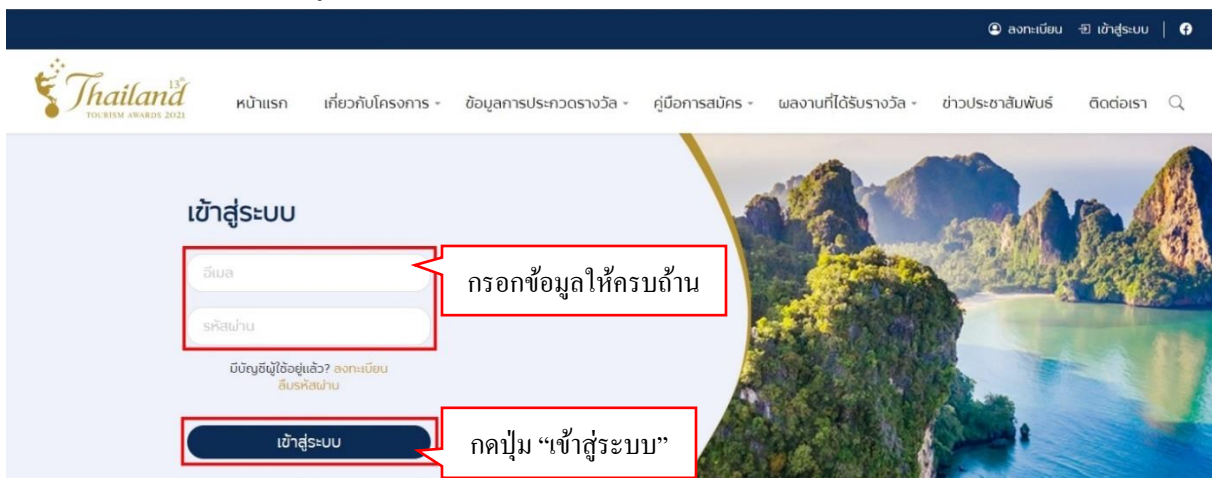 ลงทะเบียน เข้าสู่ระบบ
Thailand 13th
TOURISM AWARDS 2021
หน้าแรก เกี่ยวกับโครงการ ข้อมูลการประกวดรางวัล คู่มือการสมัคร ผลงานที่ได้รับรางวัล ข่าวประชาสัมพันธ์ ติดต่อเรา
เข้าสู่ระบบ
อีเมล
กรอกข้อมูลให้ครบถ้าน
รหัสผ่าน
มีบัญชีผู้ใช้อยู่แล้ว? ลงทะเบียน
ลืมรหัสผ่าน
เข้าสู่ระบบ
กดปุ่ม “เข้าสู่ระบบ”